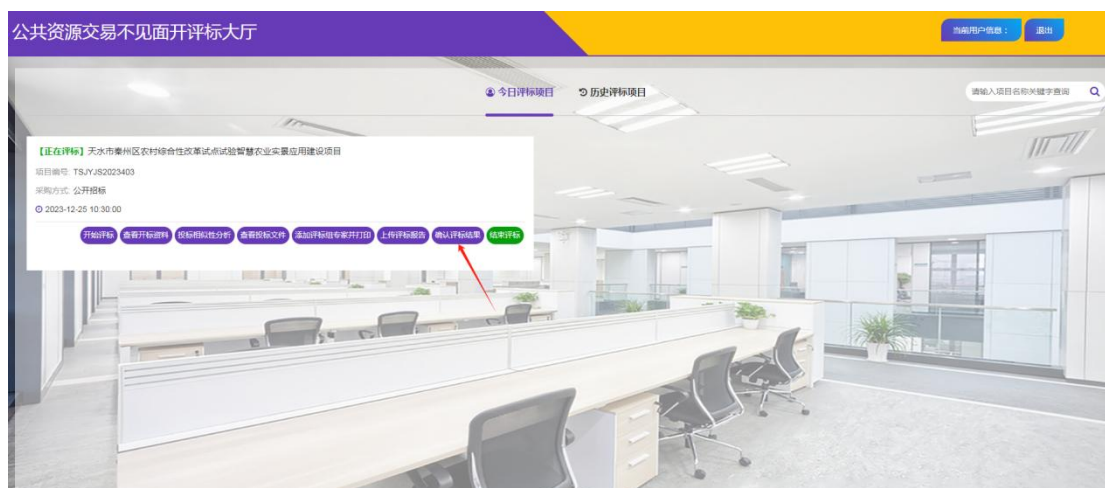 公共资源交易不见面开评标大厅
当前用户信息： 退出
今日评标项目 历史评标项目 请输入项目名称关键字查询
【正在评标】天水市秦州区农村综合性改革试点试验智慧农业实景应用建设项目
项目编号: TSJYJS2023403
采购方式: 公开招标
2023-12-25 10:30:00
开始评标 查看开标资料 投标相似性分析 查看投标文件 添加评标组专家并打印 上传评标报告 确认评标结果 结束评标